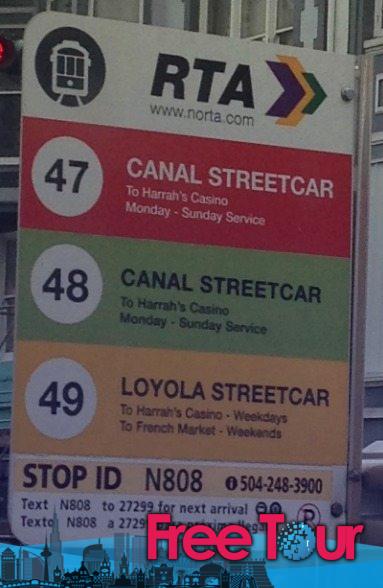 RTA
www.norta.com
47 CANAL STREETCAR
To Harrah's Casino
Monday - Sunday Service
48 CANAL STREETCAR
To Harrah's Casino
Monday - Sunday Service
49 LOYOLA STREETCAR
To Harrah's Casino - Weekdays
To French Market - Weekends
STOP ID N808 504-248-3900
Text N808 to 27299 for next arrival
Texto N808 a 27299
Free Tour